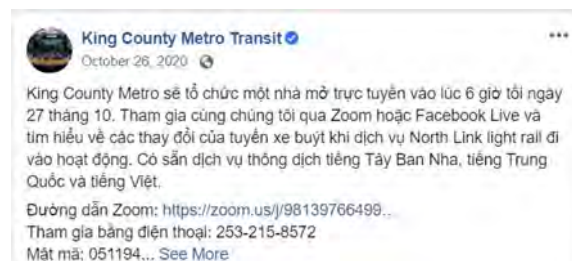 King County Metro Transit
October 26, 2020
King County Metro sẽ tổ chức một nhà mở trực tuyến vào lúc 6 giờ tối ngày
27 tháng 10. Tham gia cùng chúng tôi qua Zoom hoặc Facebook Live và
tìm hiểu về các thay đổi của tuyến xe buýt khi dịch vụ North Link light rail đi
vào hoạt động. Có sẵn dịch vụ thông dịch tiếng Tây Ban Nha, tiếng Trung
Quốc và tiếng Việt.
Đường dẫn Zoom: https://zoom.us/j/98139766499...
Tham gia bằng điện thoại: 253-215-8572
Mật mã: 051194... See More